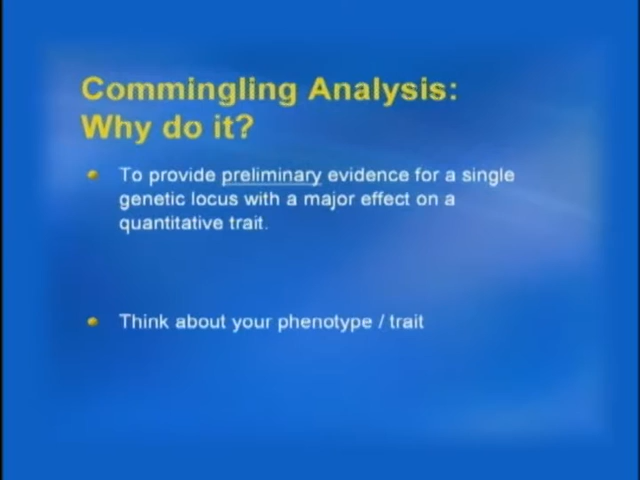 Commingling Analysis:
Why do it?
To provide preliminary evidence for a single
genetic locus with a major effect on a
quantitative trait.
Think about your phenotype / trait